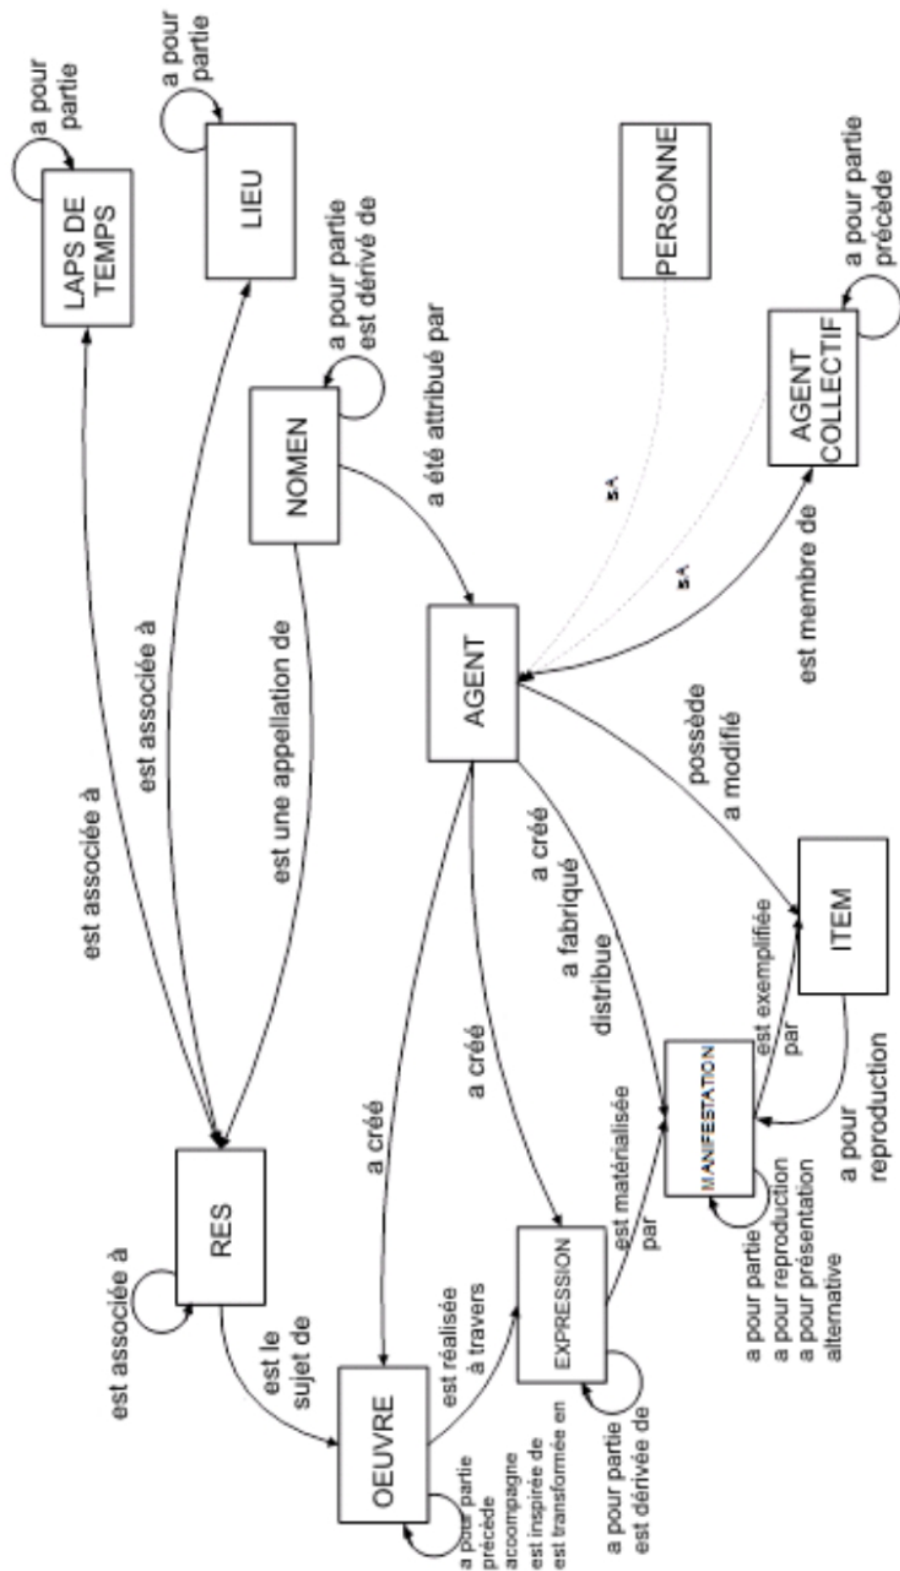 a pour
partie
LAPS DE
TEMPS
a pour
partie
LIEU
est associée à
est associée à
a pour partie
est dérivé de
NOMEN
est une appellation de
a été attribué par
est associée à
RES
est le
sujet de
PERSONNE
AGENT
isA
isA
a pour partie
précède
AGENT
COLLECTIF
est membre de
possède
a modifié
a créé
a fabriqué
distribue
a créé
a créé
OEUVRE
a pour partie
précède
accompagne
est inspirée de
est transformée en
est réalisée
à travers
EXPRESSION
a pour partie
est dérivée de
est matérialisée
par
MANIFESTATION
a pour partie
a pour reproduction
a pour présentation
alternative
est exemplifiée
par
ITEM
a pour
reproduction